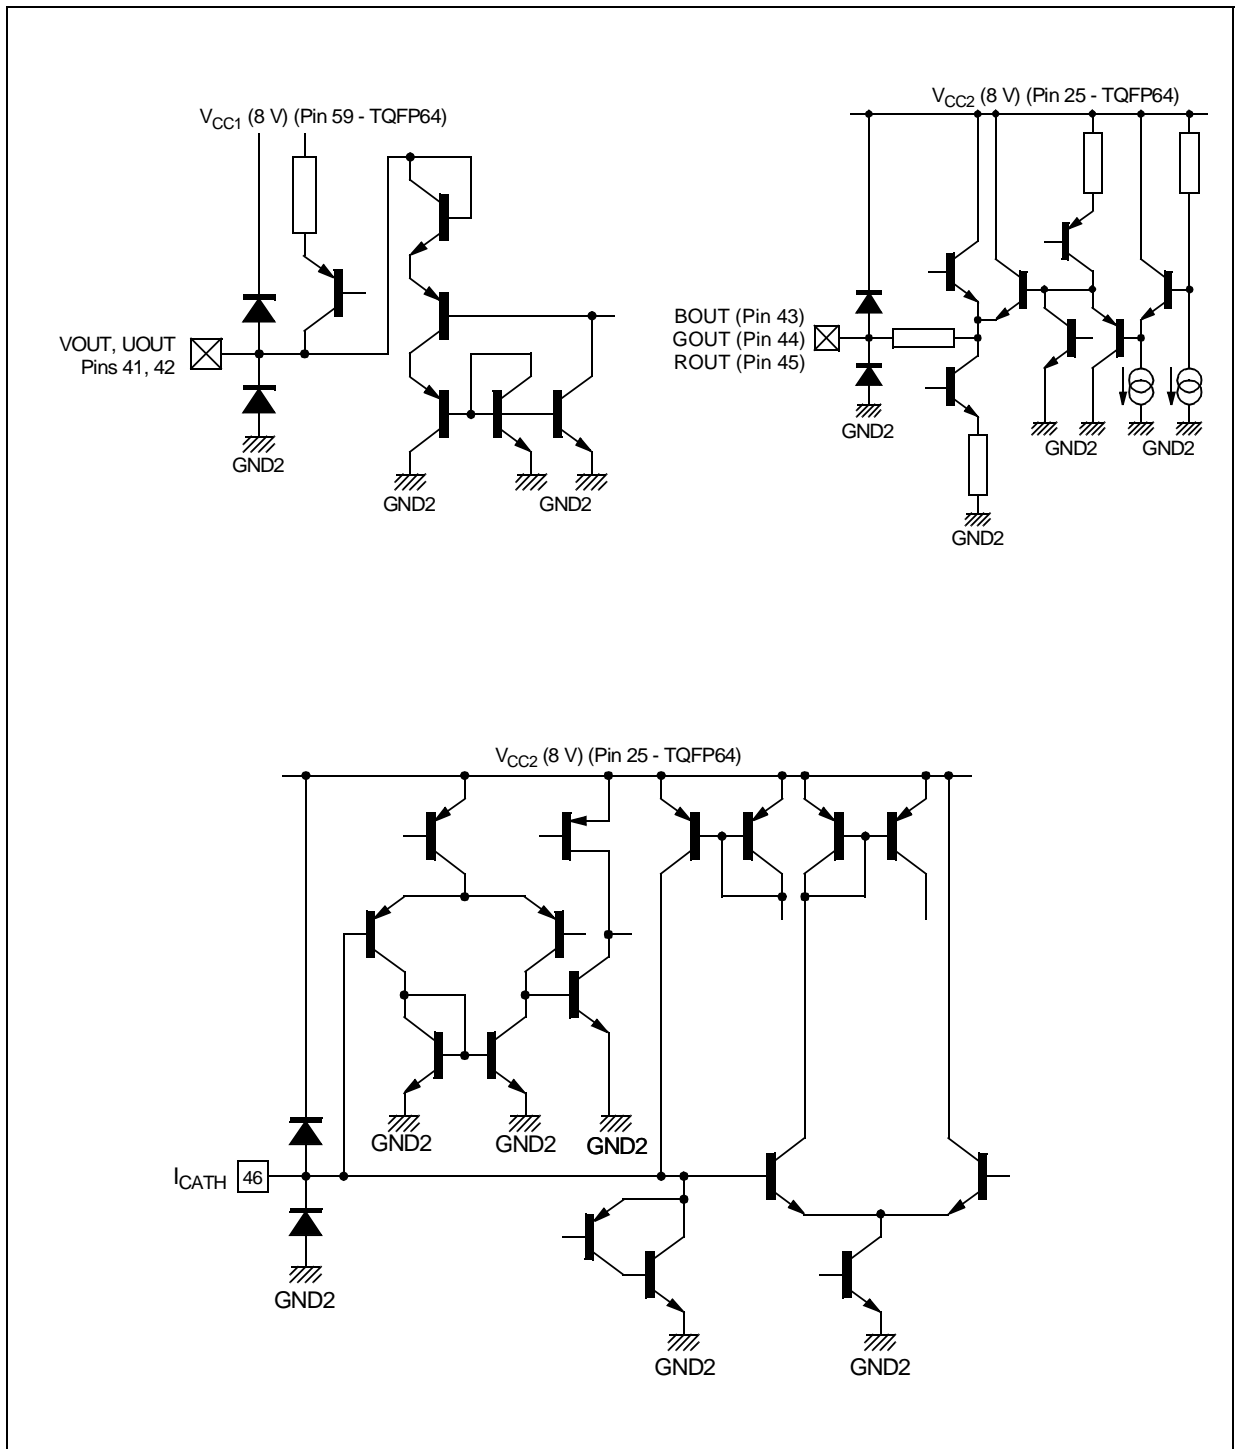 VCC1 (8 V) (Pin 59 - TQFP64)
VOUT, UOUT
Pins 41, 42
GND2
GND2
GND2
VCC2 (8 V) (Pin 25 - TQFP64)
BOUT (Pin 43)
GOUT (Pin 44)
ROUT (Pin 45)
GND2
GND2
GND2
GND2
VCC2 (8 V) (Pin 25 - TQFP64)
GND2
GND2
GND2
ICATH 46
GND2
GND2
GND2